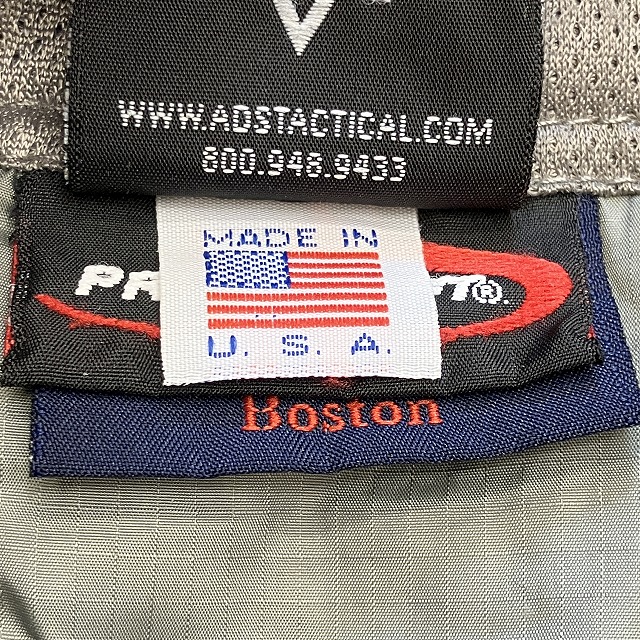 WWW.ADSTACTICAL.COM
800.948.9433
MADE IN
U. S. A.
Boston